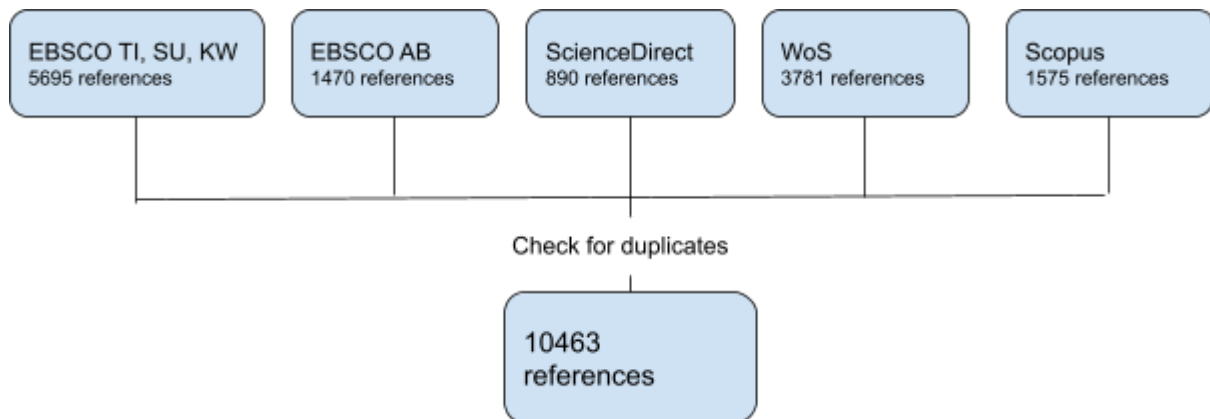 EBSCO TI, SU, KW
5695 references
EBSCO AB
1470 references
ScienceDirect
890 references
WoS
3781 references
Scopus
1575 references
Check for duplicates
10463
references